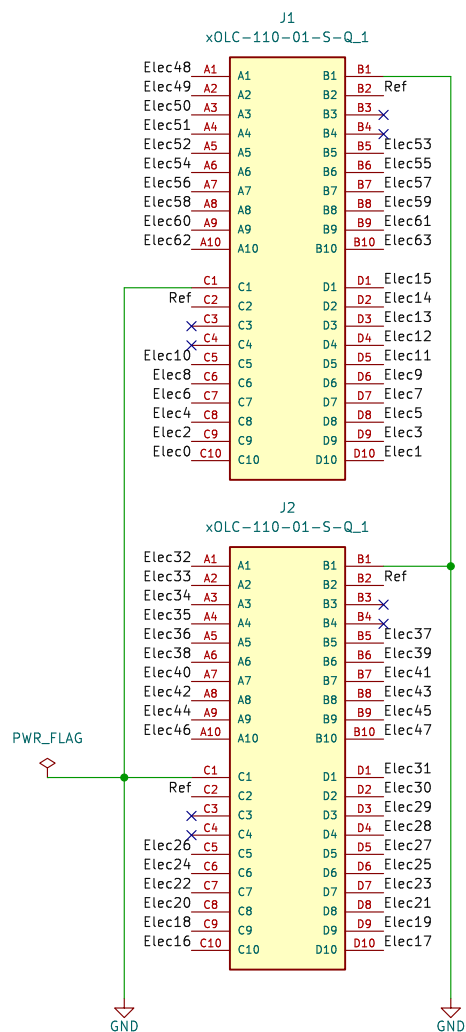 J1
xOLC-110-01-S-Q_1
Elec48 A1 A1 B1 B1
Elec49 A2 A2 B2 B2 Ref
Elec50 A3 A3 B3 B3
Elec51 A4 A4 B4 B4
Elec52 A5 A5 B5 B5 Elec53
Elec54 A6 A6 B6 B6 Elec55
Elec56 A7 A7 B7 B7 Elec57
Elec58 A8 A8 B8 B8 Elec59
Elec60 A9 A9 B9 B9 Elec61
Elec62 A10 A10 B10 B10 Elec63
C1 C1 D1 D1 Elec15
Ref C2 C2 D2 D2 Elec14
C3 C3 D3 D3 Elec13
C4 C4 D4 D4 Elec12
Elec10 C5 C5 D5 D5 Elec11
Elec8 C6 C6 D6 D6 Elec9
Elec6 C7 C7 D7 D7 Elec7
Elec4 C8 C8 D8 D8 Elec5
Elec2 C9 C9 D9 D9 Elec3
Elec0 C10 C10 D10 D10 Elec1
J2
xOLC-110-01-S-Q_1
Elec32 A1 A1 B1 B1
Elec33 A2 A2 B2 B2 Ref
Elec34 A3 A3 B3 B3
Elec35 A4 A4 B4 B4
Elec36 A5 A5 B5 B5 Elec37
Elec38 A6 A6 B6 B6 Elec39
Elec40 A7 A7 B7 B7 Elec41
Elec42 A8 A8 B8 B8 Elec43
Elec44 A9 A9 B9 B9 Elec45
Elec46 A10 A10 B10 B10 Elec47
PWR_FLAG
C1 C1 D1 D1 Elec31
Ref C2 C2 D2 D2 Elec30
C3 C3 D3 D3 Elec29
C4 C4 D4 D4 Elec28
Elec26 C5 C5 D5 D5 Elec27
Elec24 C6 C6 D6 D6 Elec25
Elec22 C7 C7 D7 D7 Elec23
Elec20 C8 C8 D8 D8 Elec21
Elec18 C9 C9 D9 D9 Elec19
Elec16 C10 C10 D10 D10 Elec17
GND GND